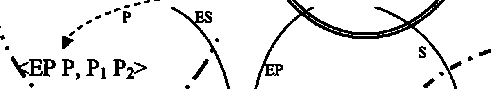 P
ES
S
<EP P, P₁ P₂>
EP